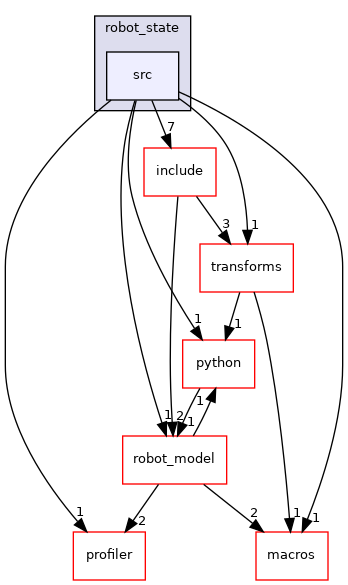 robot_state
src
7
include
3
1
transforms
1
1
python
1
2
1
1
robot_model
1
2
2
1
1
profiler
macros